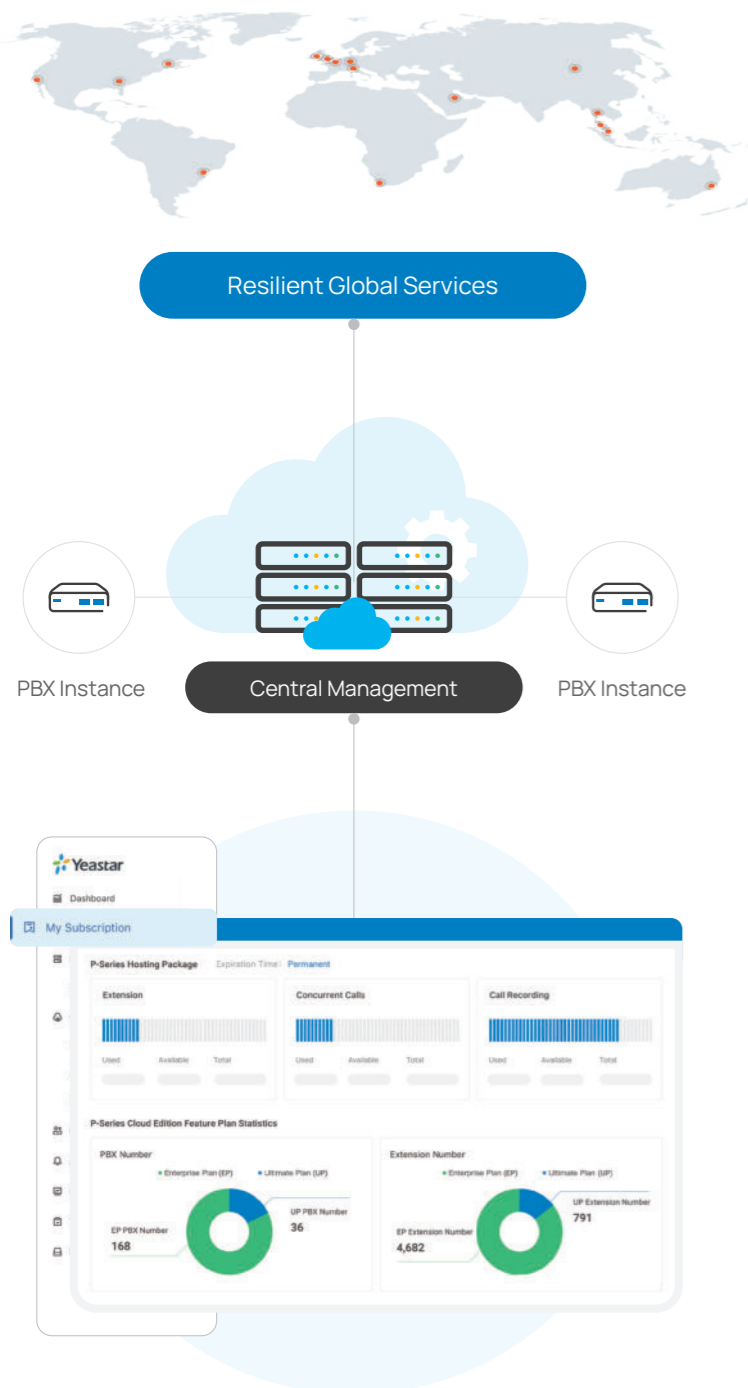 Resilient Global Services
PBX Instance
Central Management
PBX Instance
Yeastar
Dashboard
My Subscription
P-Series Hosting Package Expiration Time: Permanent
Extension Concurrent Calls Call Recording
Used Available Total Used Available Total Used Available Total
P-Series Cloud Edition Feature Plan Statistics
PBX Number
Enterprise Plan (EP) Ultimate Plan (UP)
UP PBX Number
36
EP PBX Number
168
Extension Number
Enterprise Plan (EP) Ultimate Plan (UP)
UP Extension Number
791
EP Extension Number
4,682